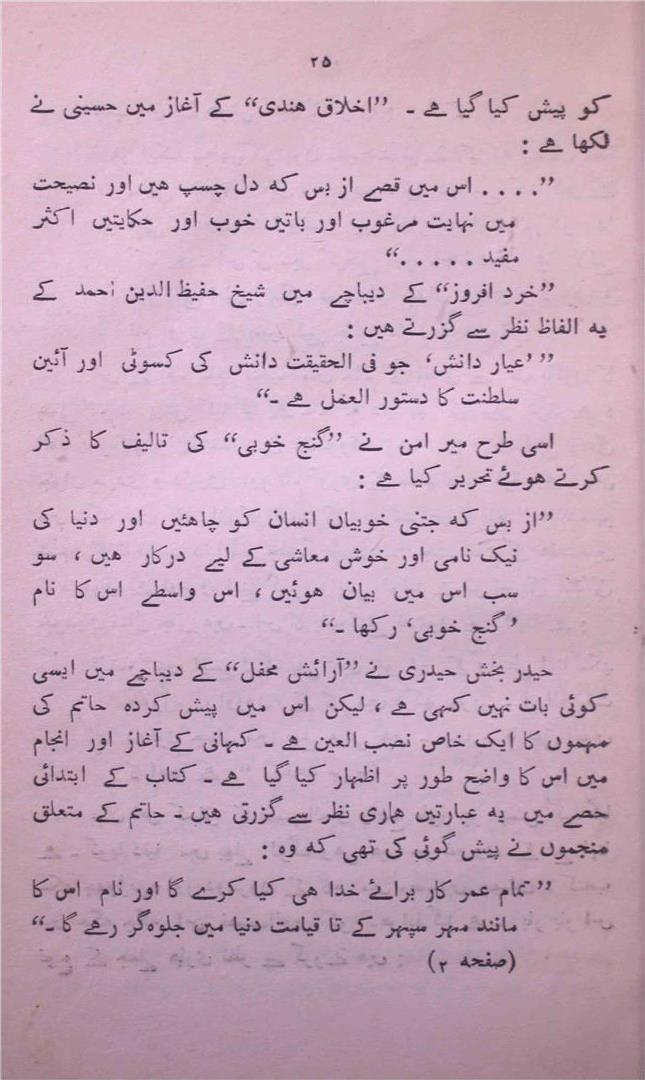 ۲۵
کو پیش کیا گیا ہے ۔ ”اخلاق ھندی“ کے آغاز میں حسینی نے
لکھا ہے :
”. . . . اس میں قصے از بس کہ دل چسپ ھیں اور نصیحت
میں نہایت مرغوب اور باتیں خوب اور حکایتیں اکثر
مفید . . . . .“
”خرد افروز“ کے دیباچے میں شیخ حفیظ الدین احمد کے
یہ الفاظ نظر سے گزرتے ھیں :
” ’عیار دانش‘ جو فی الحقیقت دانش کی کسوٹی اور آئین
سلطنت کا دستور العمل ہے ۔“
اسی طرح میر امن نے ”گنج خوبی“ کی تالیف کا ذکر
کرتے ھوئے تحریر کیا ہے :
”از بس کہ جتنی خوبیاں انسان کو چاھئیں اور دنیا کی
نیک نامی اور خوش معاشی کے لیے درکار ھیں ، سو
سب اس میں بیان ھوئیں ، اس واسطے اس کا نام
’گنج خوبی‘ رکھا ۔“
حیدر بخش حیدری نے ”آرائش محفل“ کے دیباچے میں ایسی
کوئی بات نہیں کہی ہے ، لیکن اس میں پیش کردہ حاتم کی
مہموں کا ایک خاص نصب العین ہے ۔ کہانی کے آغاز اور انجام
میں اس کا واضح طور پر اظہار کیا گیا ہے ۔ کتاب کے ابتدائی
حصے میں یہ عبارتیں ھماری نظر سے گزرتی ھیں ۔ حاتم کے متعلق
منجموں نے پیش گوئی کی تھی کہ وہ :
” تمام عمر کار برائے خدا ھی کیا کرے گا اور نام اس کا
مانند مہر سپہر کے تا قیامت دنیا میں جلوہ گر رہے گا ۔“
(صفحہ ۲)